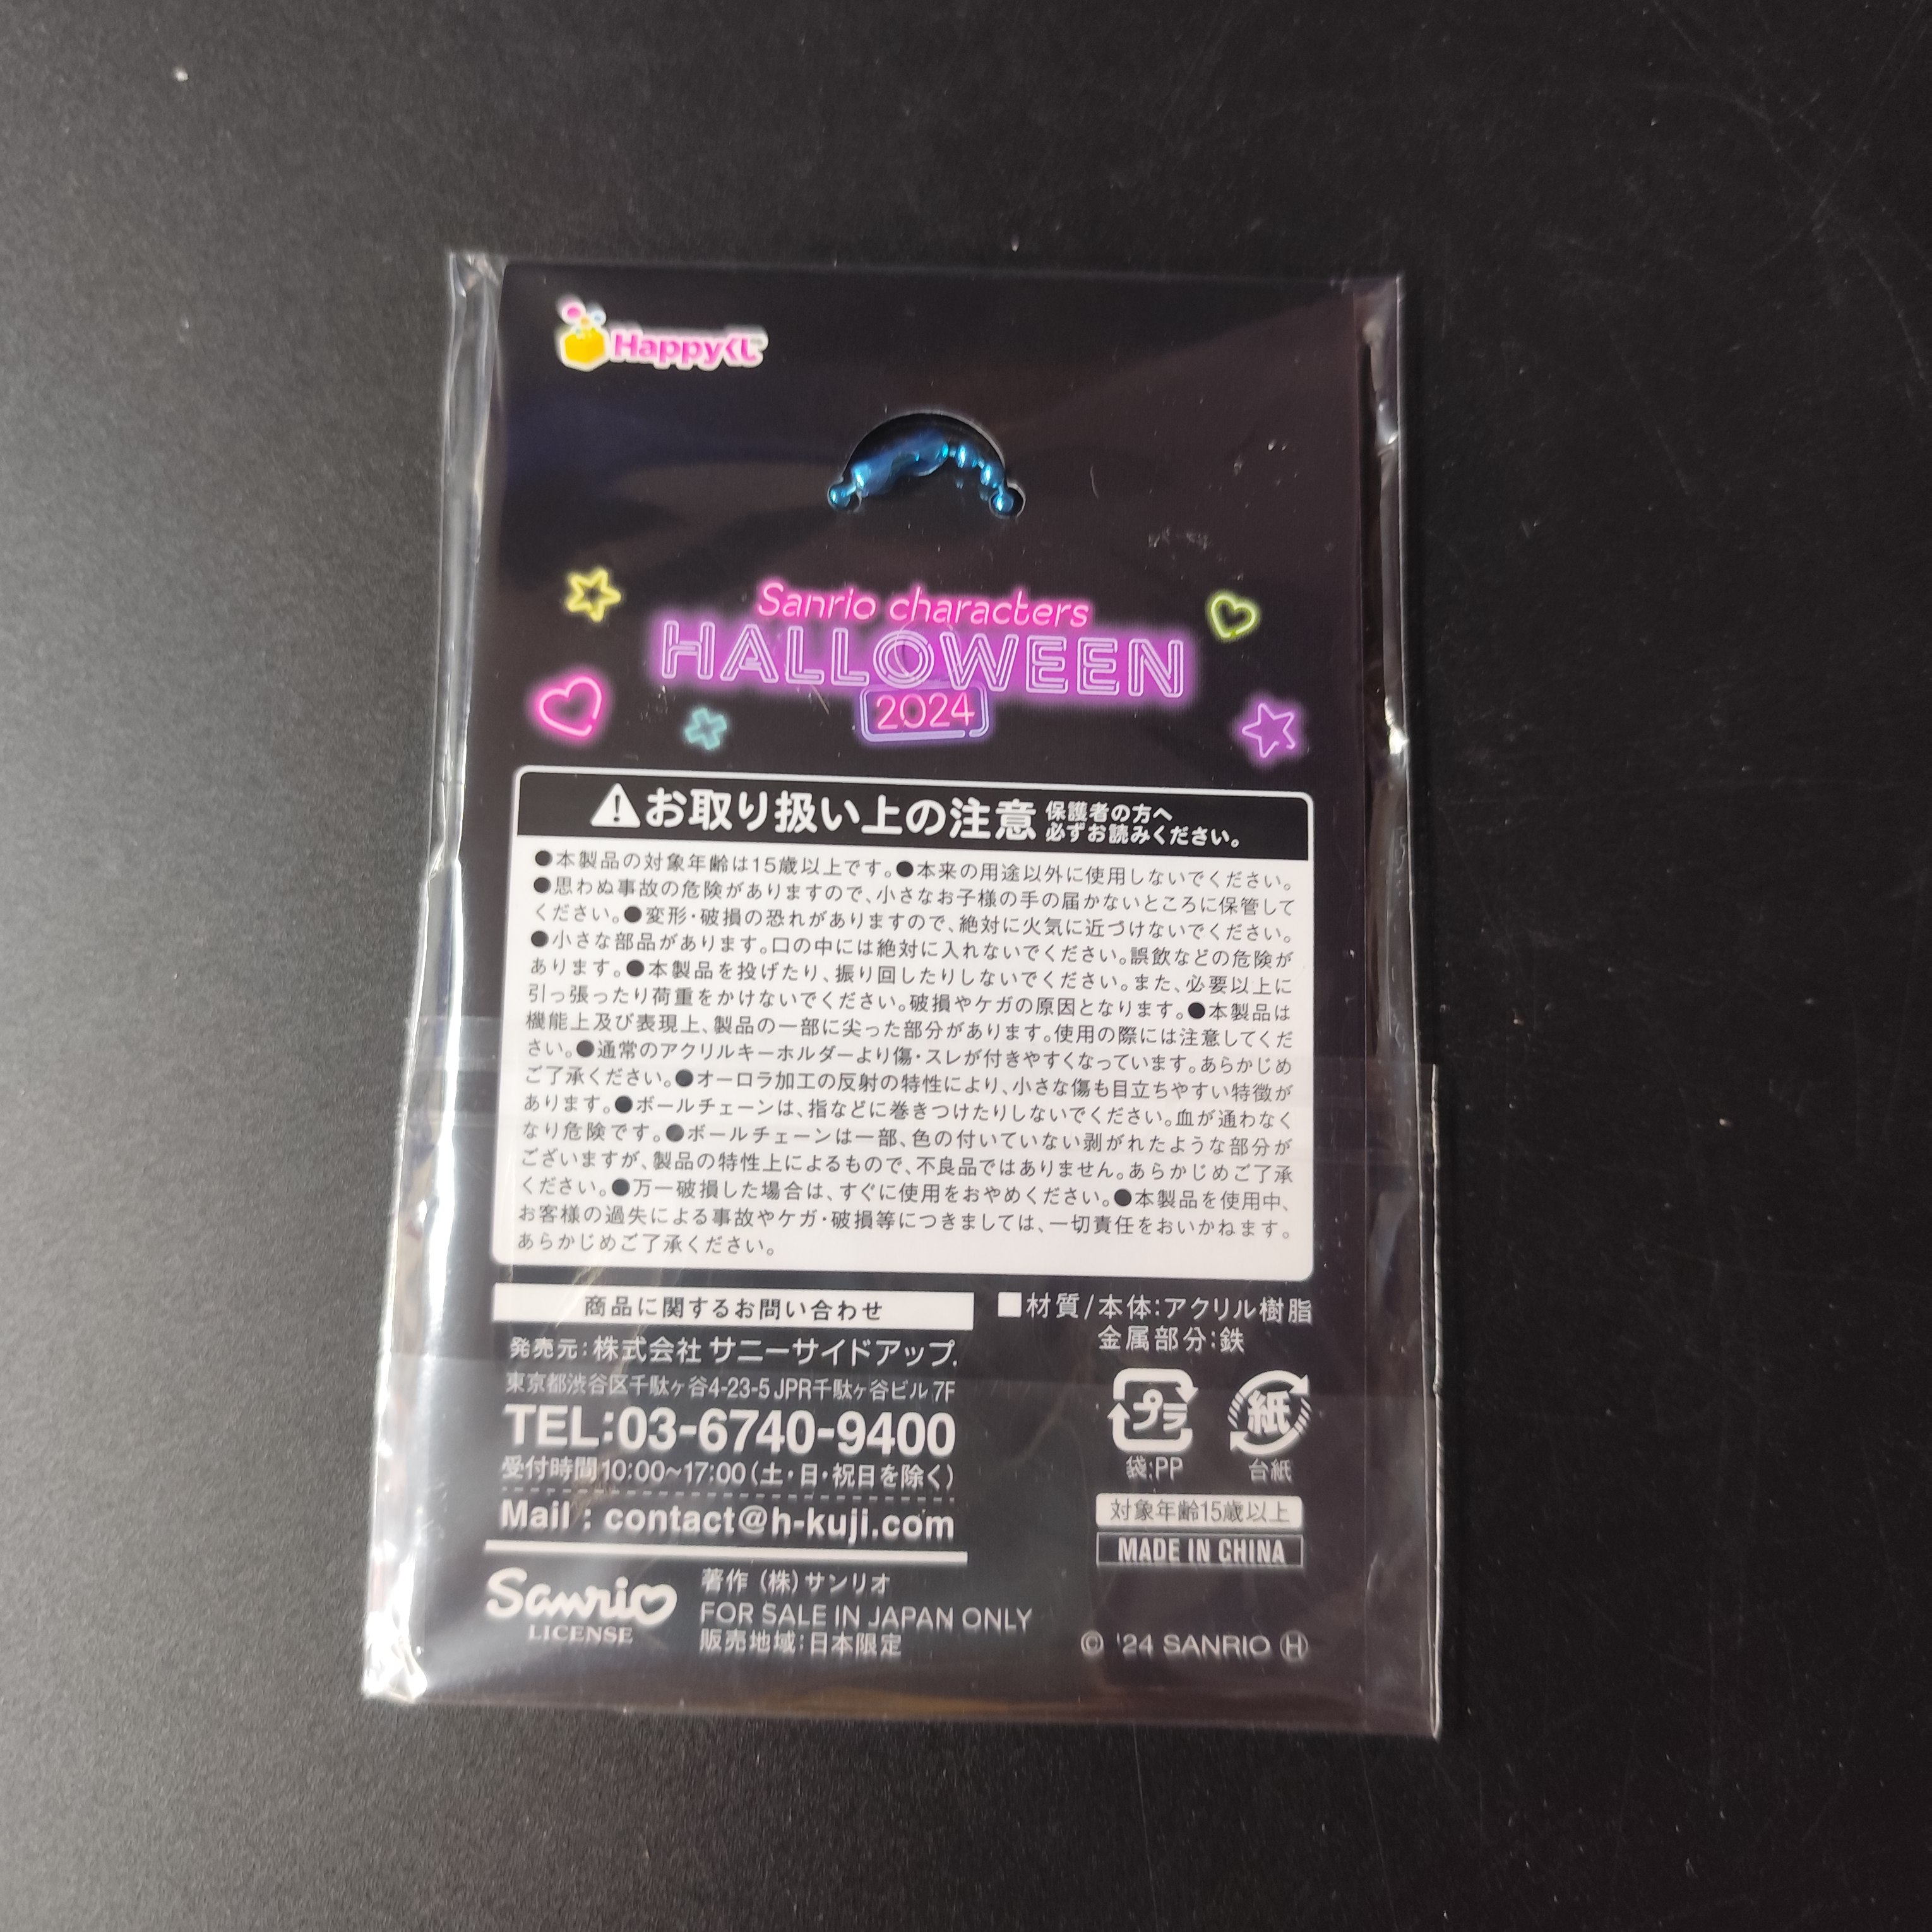 Happyくじ
Sanrio characters
HALLOWEEN
2024
お取り扱い上の注意 保護者の方へ
必ずお読みください。
●本製品の対象年齢は15歳以上です。●本来の用途以外に使用しないでください。
●思わぬ事故の危険がありますので、小さなお子様の手の届かないところに保管して
ください。●変形・破損の恐れがありますので、絶対に火気に近づけないでください。
●小さな部品があります。口の中には絶対に入れないでください。誤飲などの危険が
あります。●本製品を投げたり、振り回したりしないでください。また、必要以上に
引っ張ったり荷重をかけないでください。破損やケガの原因となります。●本製品は
機能上及び表現上、製品の一部に尖った部分があります。使用の際には注意してくだ
さい。●通常のアクリルキーホルダーより傷・スレが付きやすくなっています。あらかじめ
ご了承ください。●オーロラ加工の反射の特性により、小さな傷も目立ちやすい特徴が
あります。●ボールチェーンは、指などに巻きつけたりしないでください。血が通わなく
なり危険です。●ボールチェーンは一部、色の付いていない剥がれたような部分が
ございますが、製品の特性上によるもので、不良品ではありません。あらかじめご了承
ください。●万一破損した場合は、すぐに使用をおやめください。●本製品を使用中、
お客様の過失による事故やケガ・破損等につきましては、一切責任をおいかねます。
あらかじめご了承ください。
商品に関するお問い合わせ
発売元:株式会社 サニーサイドアップ.
東京都渋谷区千駄ヶ谷4-23-5 JPR千駄ヶ谷ビル 7F
TEL:03-6740-9400
受付時間10:00~17:00(土・日・祝日を除く)
Mail : contact@h-kuji.com
■材質/本体:アクリル樹脂
金属部分:鉄
プラ 紙
袋:PP 台紙
対象年齢15歳以上
MADE IN CHINA
Sanrio
LICENSE
著作 (株)サンリオ
FOR SALE IN JAPAN ONLY
販売地域:日本限定
© '24 SANRIO Ⓗ